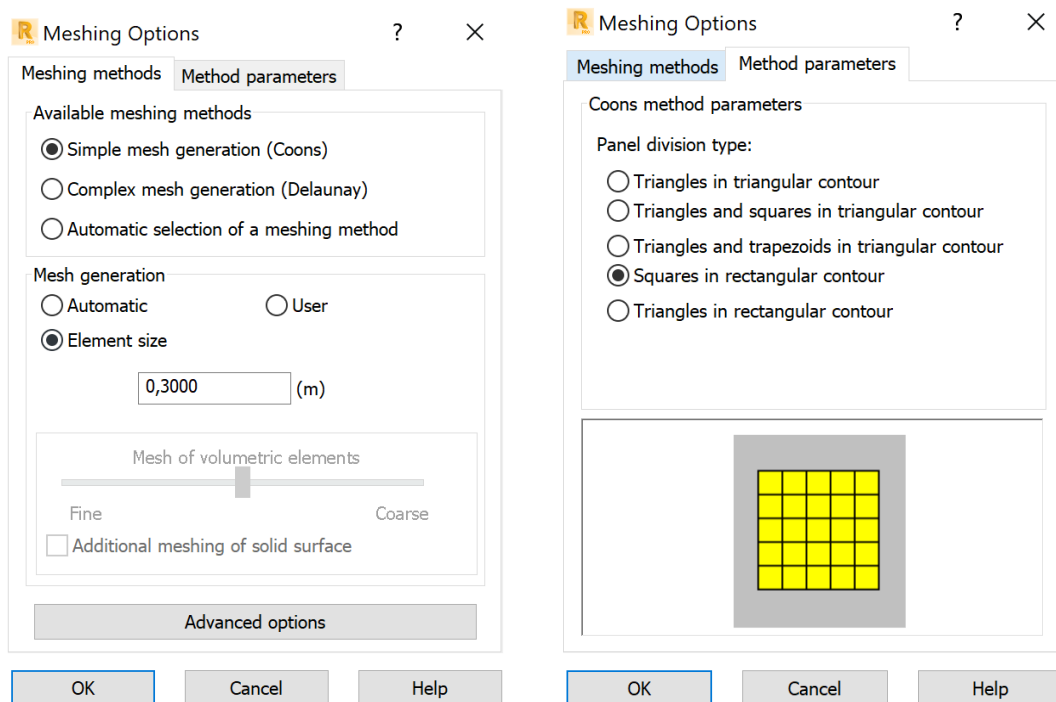 Meshing Options ? X
Meshing methods Method parameters
Available meshing methods
Simple mesh generation (Coons)
Complex mesh generation (Delaunay)
Automatic selection of a meshing method
Mesh generation
Automatic User
Element size
0,3000 (m)
Mesh of volumetric elements
Fine Coarse
Additional meshing of solid surface
Advanced options
OK Cancel Help
Meshing Options ? X
Meshing methods Method parameters
Coons method parameters
Panel division type:
Triangles in triangular contour
Triangles and squares in triangular contour
Triangles and trapezoids in triangular contour
Squares in rectangular contour
Triangles in rectangular contour
OK Cancel Help